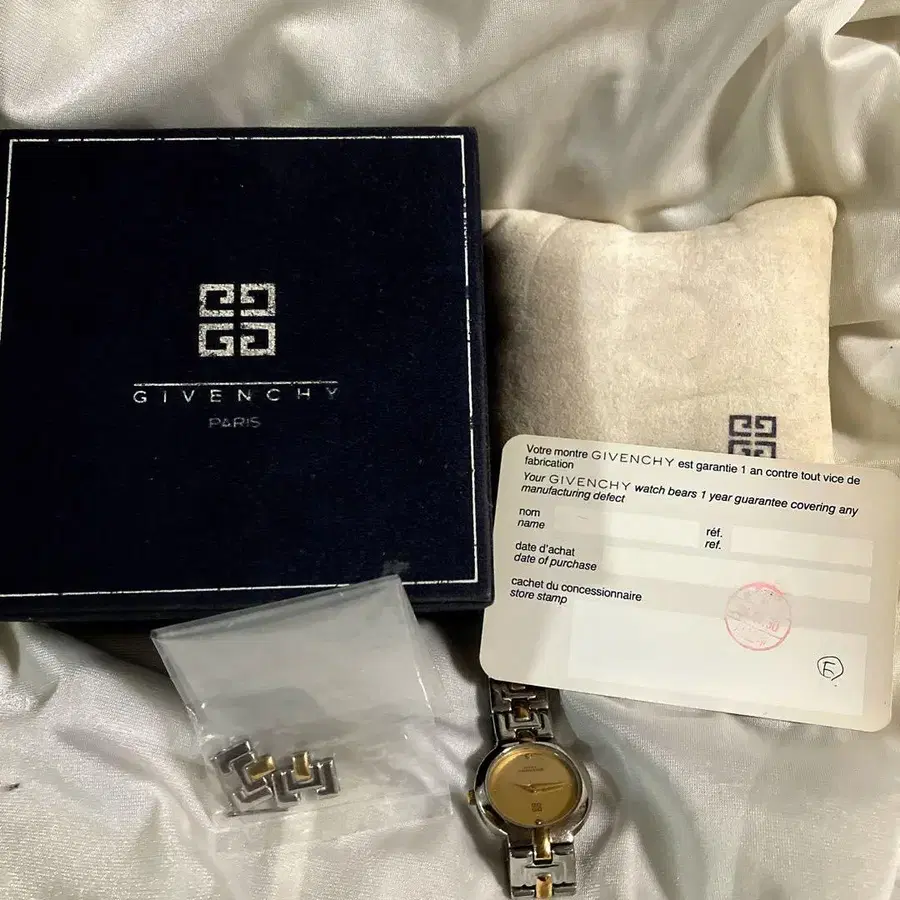 GIVENCHY
PARIS
Votre montre GIVENCHY est garantie 1 an contre tout vice de
fabrication
Your GIVENCHY watch bears 1 year guarantee covering any
manufacturing defect
nom
name
réf.
ref.
date d'achat
date of purchase
cachet du concessionnaire
store stamp
E